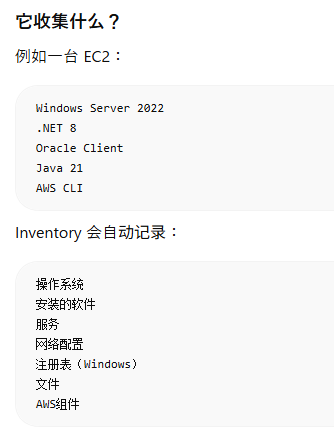 它收集什么？
例如一台 EC2：
Windows Server 2022
.NET 8
Oracle Client
Java 21
AWS CLI
Inventory 会自动记录：
操作系统
安装的软件
服务
网络配置
注册表（Windows）
文件
AWS组件